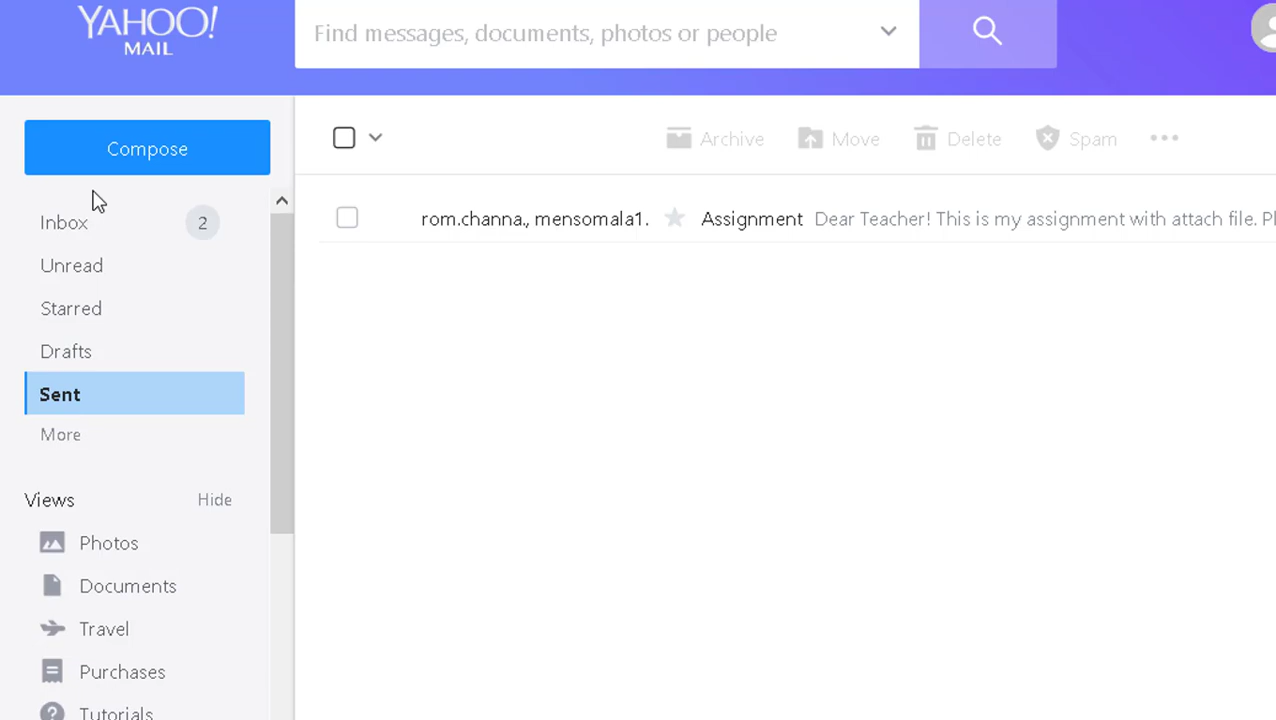 YAHOO!
MAIL
Find messages, documents, photos or people
Compose
Archive
Move
Delete
Spam
Inbox 2
rom.channa., mensomala1. Assignment Dear Teacher! This is my assignment with attach file. Pl
Unread
Starred
Drafts
Sent
More
Views Hide
Photos
Documents
Travel
Purchases
Tutorials